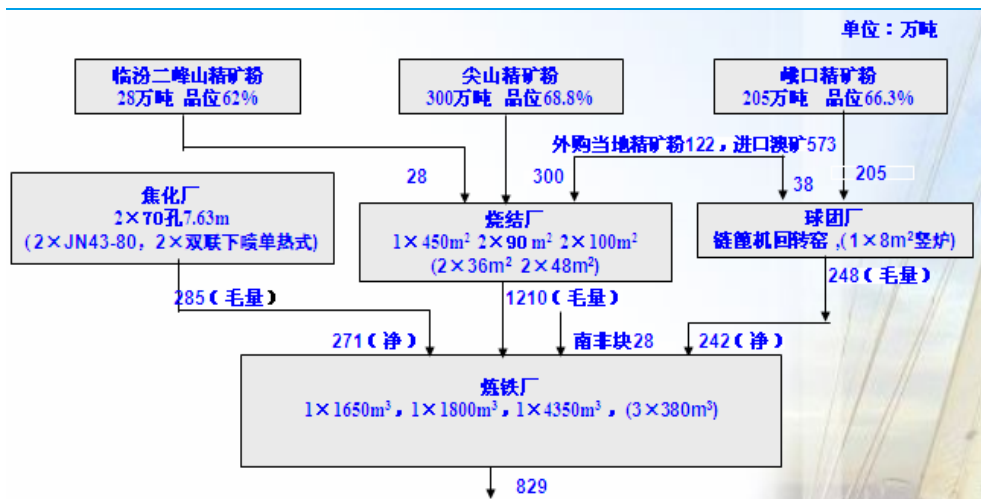 单位：万吨
临汾二峰山精矿粉
28万吨 品位62%
尖山精矿粉
300万吨 品位68.8%
峨口精矿粉
205万吨 品位66.3%
外购当地精矿粉122，进口澳矿573
28
300
38
205
焦化厂
2×70孔7.63m
(2×JN43-80，2×双联下喷单热式)
烧结厂
1×450m² 2×90 m² 2×100m²
(2×36m² 2×48m²)
球团厂
链篦机回转窑,(1×8m²竖炉)
285(毛量)
1210(毛量)
248(毛量)
271(净)
南非块28
242(净)
炼铁厂
1×1650m³，1×1800m³，1×4350m³，(3×380m³)
829